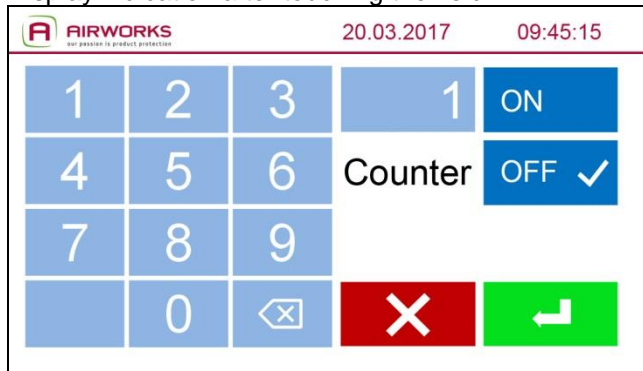 AIRWORKS
our passion is product protection
20.03.2017
09:45:15
1 2 3 1 ON
4 5 6 Counter OFF
7 8 9
0